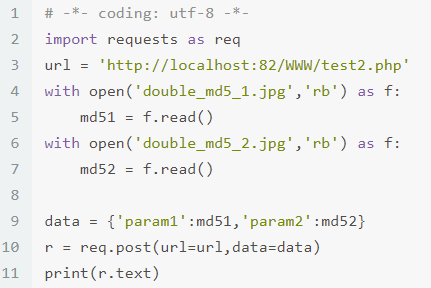 1 # -*- coding: utf-8 -*-
2 import requests as req
3 url = 'http://localhost:82/WWW/test2.php'
4 with open('double_md5_1.jpg','rb') as f:
5     md51 = f.read()
6 with open('double_md5_2.jpg','rb') as f:
7     md52 = f.read()
8
9 data = {'param1':md51,'param2':md52}
10 r = req.post(url=url,data=data)
11 print(r.text)